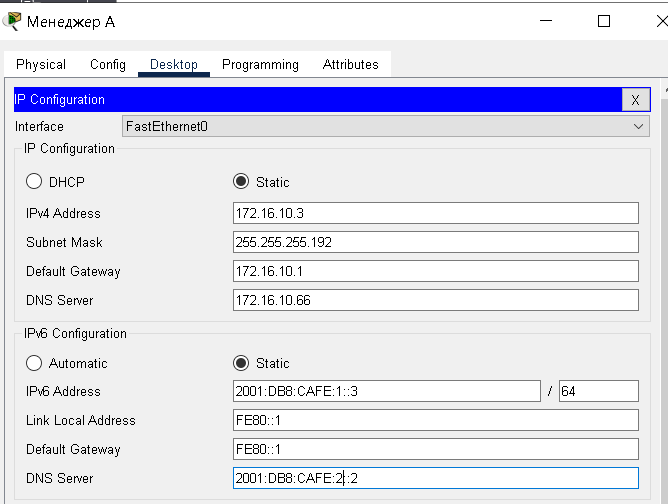 Менеджер А
Physical Config Desktop Programming Attributes
IP Configuration X
Interface FastEthernet0
IP Configuration
DHCP Static
IPv4 Address 172.16.10.3
Subnet Mask 255.255.255.192
Default Gateway 172.16.10.1
DNS Server 172.16.10.66
IPv6 Configuration
Automatic Static
IPv6 Address 2001:DB8:CAFE:1::3 / 64
Link Local Address FE80::1
Default Gateway FE80::1
DNS Server 2001:DB8:CAFE:2::2